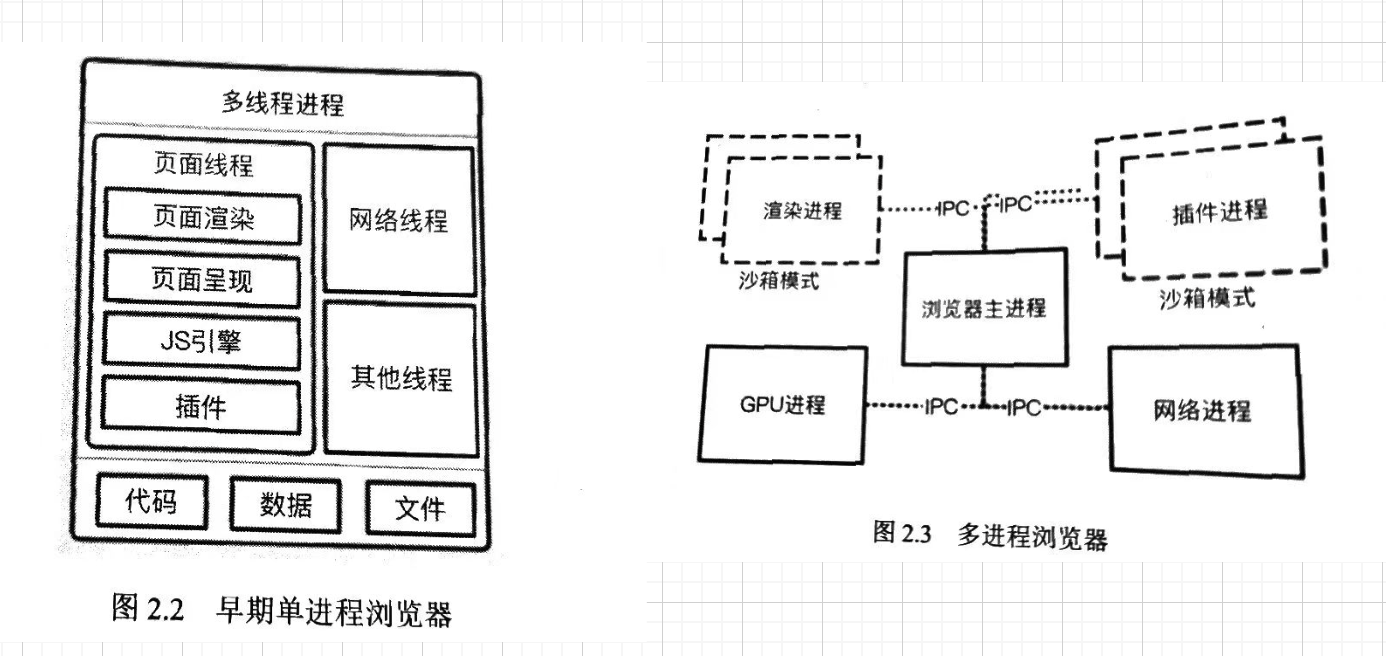 多线程进程
页面线程
页面渲染
页面呈现
JS引擎
插件
网络线程
其他线程
代码
数据
文件
图 2.2 早期单进程浏览器
渲染进程
沙箱模式
IPC
IPC
插件进程
沙箱模式
浏览器主进程
GPU进程
IPC
IPC
网络进程
图 2.3 多进程浏览器